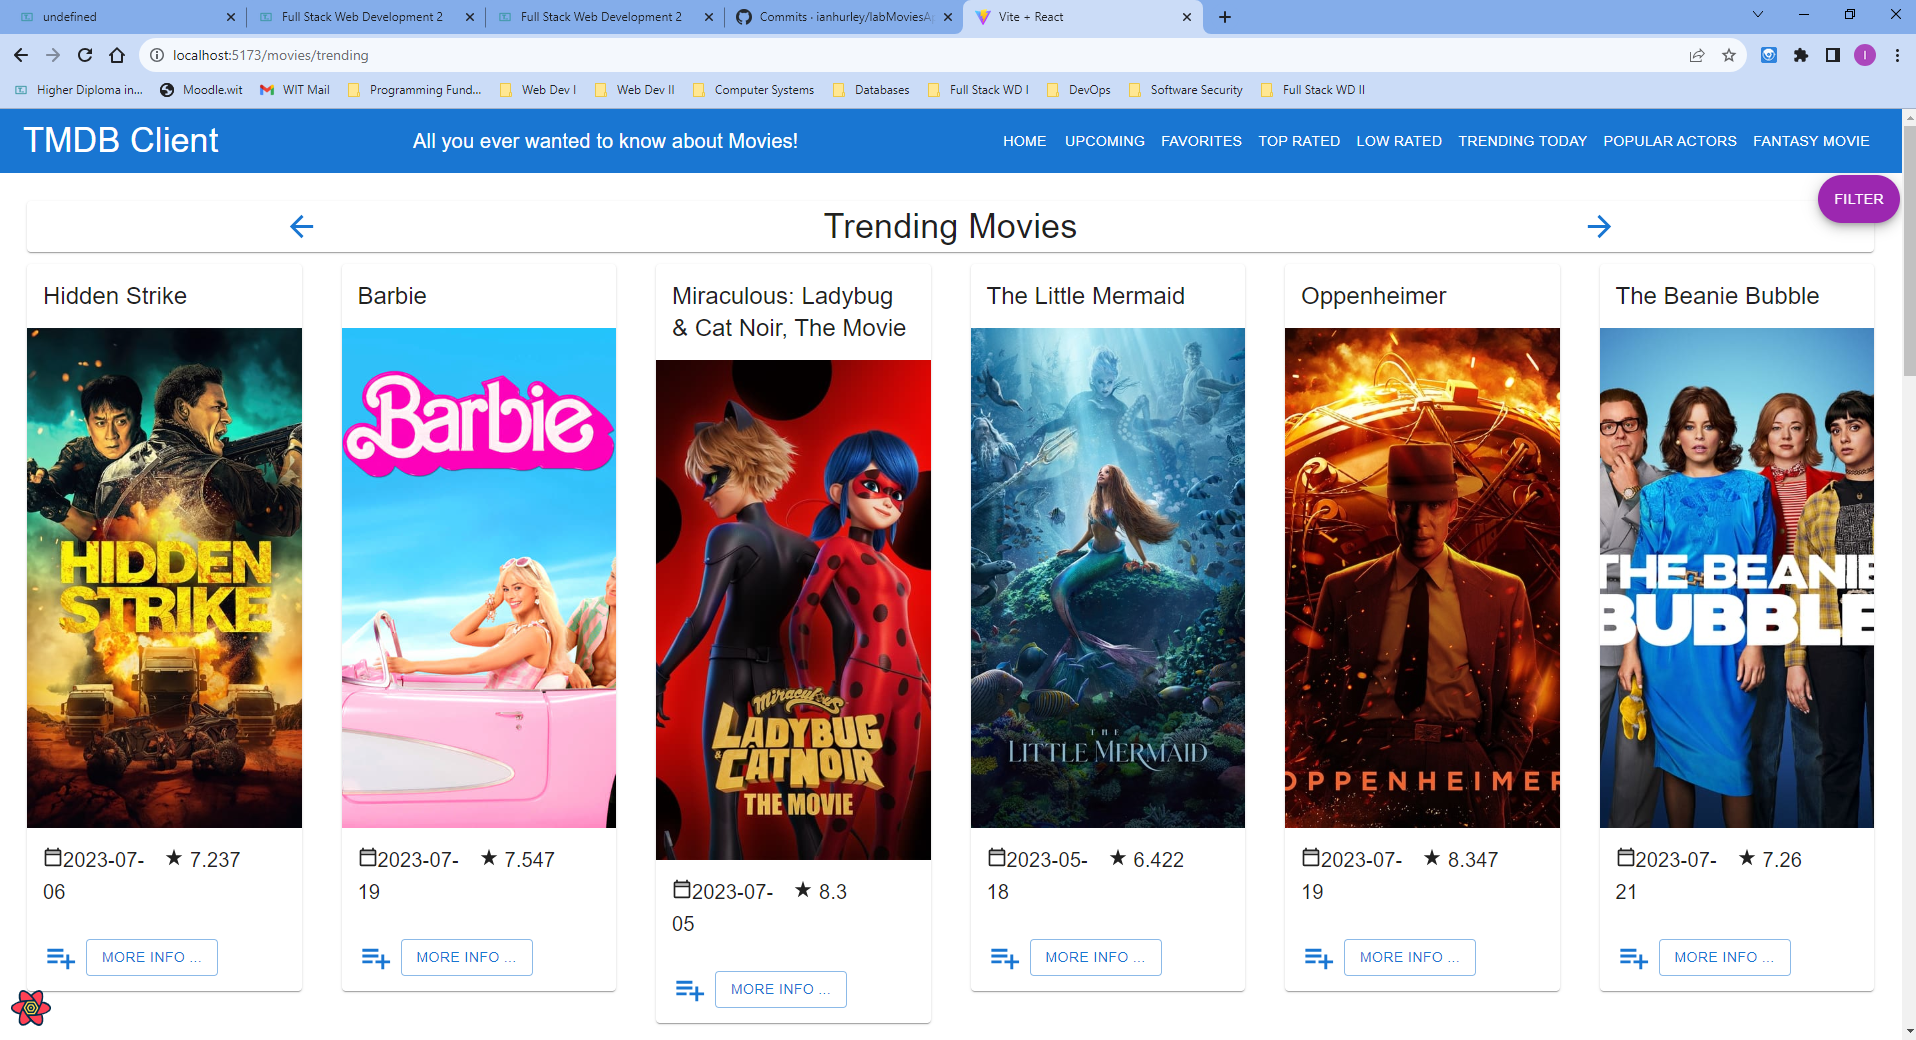 undefined
Full Stack Web Development 2
Full Stack Web Development 2
Commits · ianhurley/labMoviesAp
Vite + React
localhost:5173/movies/trending
I
Higher Diploma in...
Moodle.wit
WIT Mail
Programming Fund...
Web Dev I
Web Dev II
Computer Systems
Databases
Full Stack WD I
DevOps
Software Security
Full Stack WD II
TMDB Client
All you ever wanted to know about Movies!
HOME
UPCOMING
FAVORITES
TOP RATED
LOW RATED
TRENDING TODAY
POPULAR ACTORS
FANTASY MOVIE
FILTER
Trending Movies
Hidden Strike
HIDDEN
STRIKE
2023-07-
06
7.237
MORE INFO ...
Barbie
Barbie
2023-07-
19
7.547
MORE INFO ...
Miraculous: Ladybug
& Cat Noir, The Movie
Miraculous
LADYBUG
& CAT NOIR
THE MOVIE
2023-07-
05
8.3
MORE INFO ...
The Little Mermaid
THE
LITTLE MERMAID
2023-05-
18
6.422
MORE INFO ...
Oppenheimer
OPPENHEIMER
2023-07-
19
8.347
MORE INFO ...
The Beanie Bubble
THE BEANIE
BUBBLE
2023-07-
21
7.26
MORE INFO ...